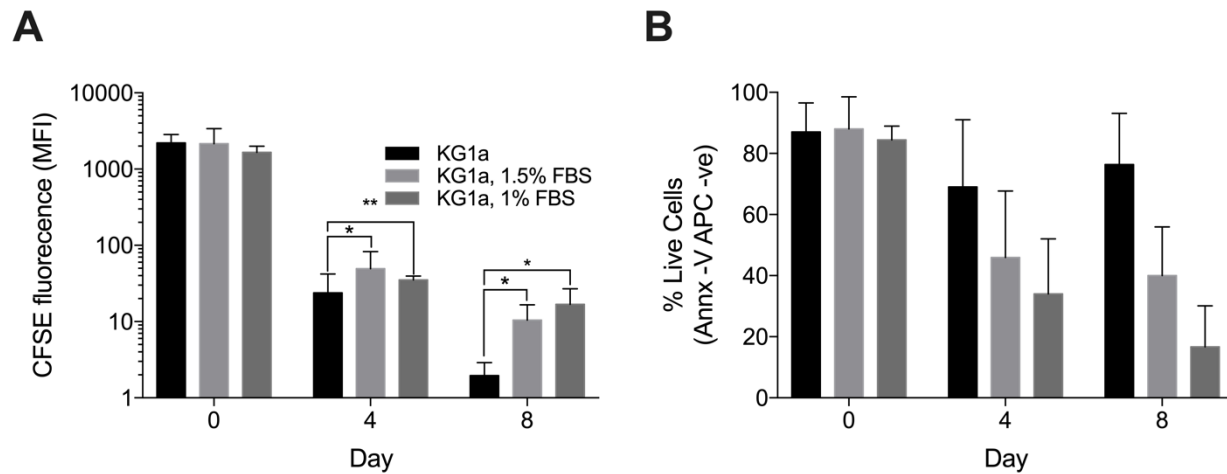 A
CFSE fluorecence (MFI)
10000
1000
100
10
1
KG1a
KG1a, 1.5% FBS
KG1a, 1% FBS
**
*
*
*
0 4 8
Day
B
% Live Cells
(Annx -V APC -ve)
100
80
60
40
20
0
0 4 8
Day